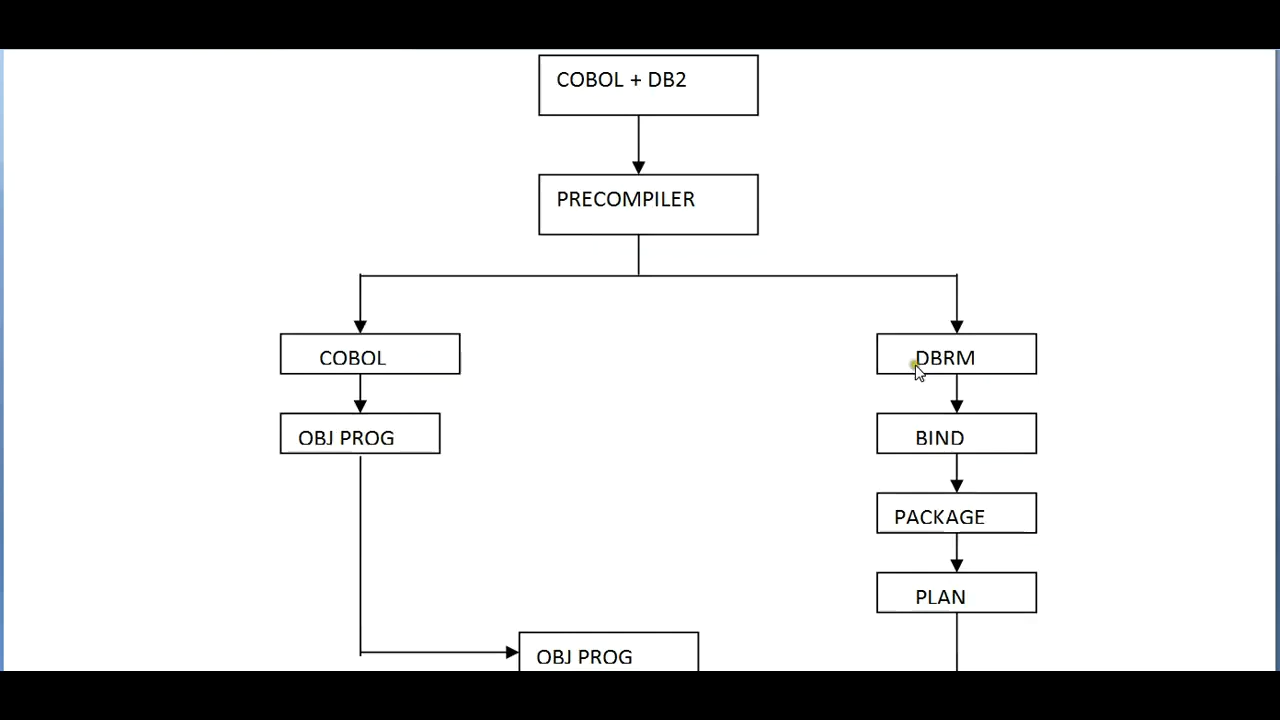 COBOL + DB2
PRECOMPILER
COBOL
DBRM
OBJ PROG
BIND
PACKAGE
PLAN
OBJ PROG